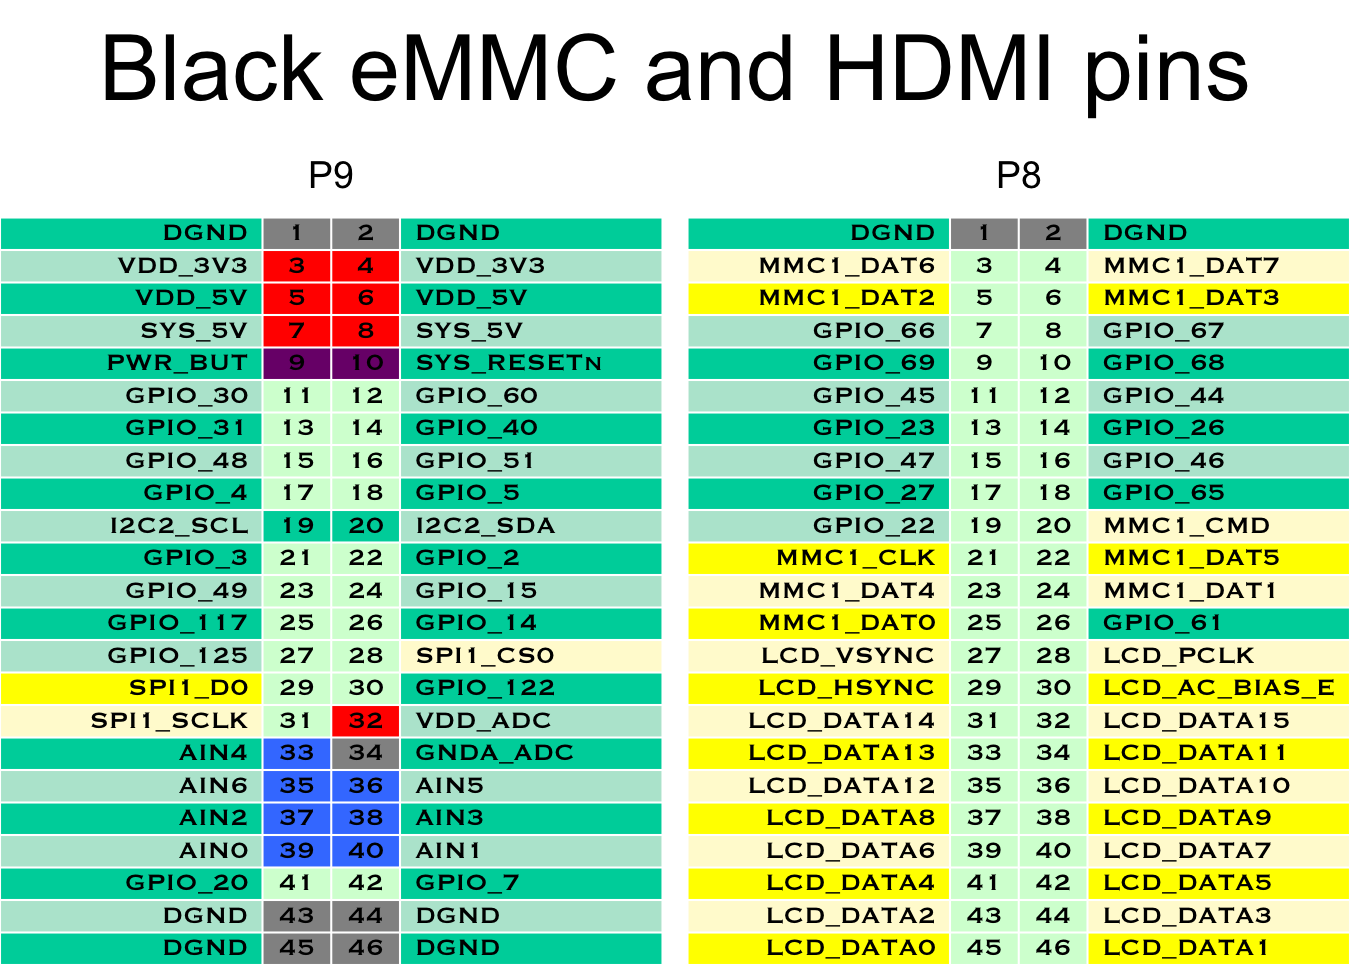 Black eMMC and HDMI pins
P9
DGND 1 2 DGND
VDD_3V3 3 4 VDD_3V3
VDD_5V 5 6 VDD_5V
SYS_5V 7 8 SYS_5V
PWR_BUT 9 10 SYS_RESETN
GPIO_30 11 12 GPIO_60
GPIO_31 13 14 GPIO_40
GPIO_48 15 16 GPIO_51
GPIO_4 17 18 GPIO_5
I2C2_SCL 19 20 I2C2_SDA
GPIO_3 21 22 GPIO_2
GPIO_49 23 24 GPIO_15
GPIO_117 25 26 GPIO_14
GPIO_125 27 28 SPI1_CS0
SPI1_D0 29 30 GPIO_122
SPI1_SCLK 31 32 VDD_ADC
AIN4 33 34 GNDA_ADC
AIN6 35 36 AIN5
AIN2 37 38 AIN3
AIN0 39 40 AIN1
GPIO_20 41 42 GPIO_7
DGND 43 44 DGND
DGND 45 46 DGND
P8
DGND 1 2 DGND
MMC1_DAT6 3 4 MMC1_DAT7
MMC1_DAT2 5 6 MMC1_DAT3
GPIO_66 7 8 GPIO_67
GPIO_69 9 10 GPIO_68
GPIO_45 11 12 GPIO_44
GPIO_23 13 14 GPIO_26
GPIO_47 15 16 GPIO_46
GPIO_27 17 18 GPIO_65
GPIO_22 19 20 MMC1_CMD
MMC1_CLK 21 22 MMC1_DAT5
MMC1_DAT4 23 24 MMC1_DAT1
MMC1_DAT0 25 26 GPIO_61
LCD_VSYNC 27 28 LCD_PCLK
LCD_HSYNC 29 30 LCD_AC_BIAS_E
LCD_DATA14 31 32 LCD_DATA15
LCD_DATA13 33 34 LCD_DATA11
LCD_DATA12 35 36 LCD_DATA10
LCD_DATA8 37 38 LCD_DATA9
LCD_DATA6 39 40 LCD_DATA7
LCD_DATA4 41 42 LCD_DATA5
LCD_DATA2 43 44 LCD_DATA3
LCD_DATA0 45 46 LCD_DATA1